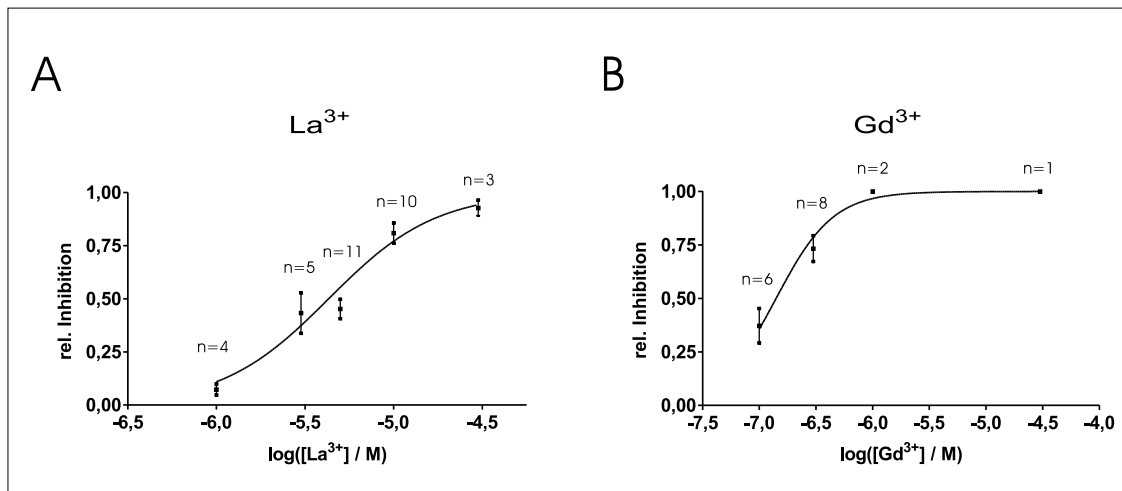 A
La³⁺
rel. Inhibition
1,00
0,75
0,50
0,25
0,00
n=4
n=5
n=11
n=10
n=3
-6,5
-6,0
-5,5
-5,0
-4,5
log([La³⁺] / M)
B
Gd³⁺
rel. Inhibition
1,00
0,75
0,50
0,25
0,00
n=6
n=8
n=2
n=1
-7,5
-7,0
-6,5
-6,0
-5,5
-5,0
-4,5
-4,0
log([Gd³⁺] / M)